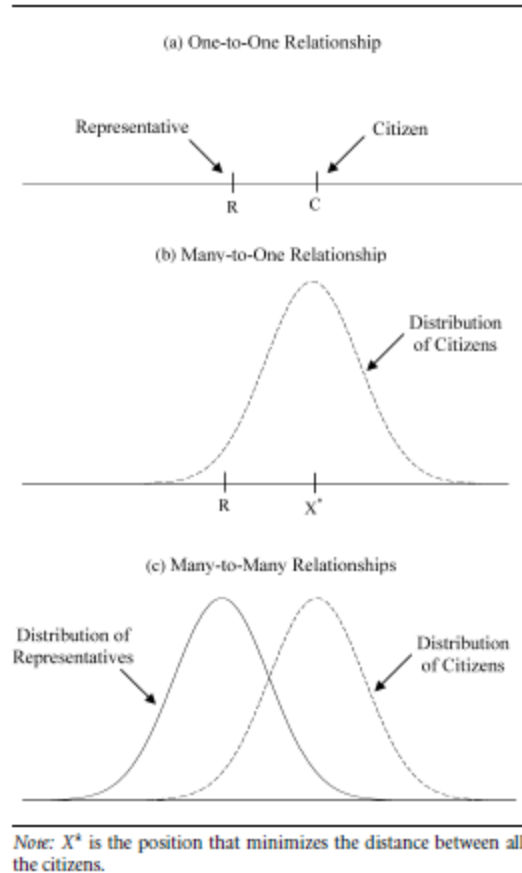 (a) One-to-One Relationship
Representative
Citizen
R
C
(b) Many-to-One Relationship
Distribution
of Citizens
R
X*
(c) Many-to-Many Relationships
Distribution of
Representatives
Distribution
of Citizens
Note: X* is the position that minimizes the distance between all
the citizens.